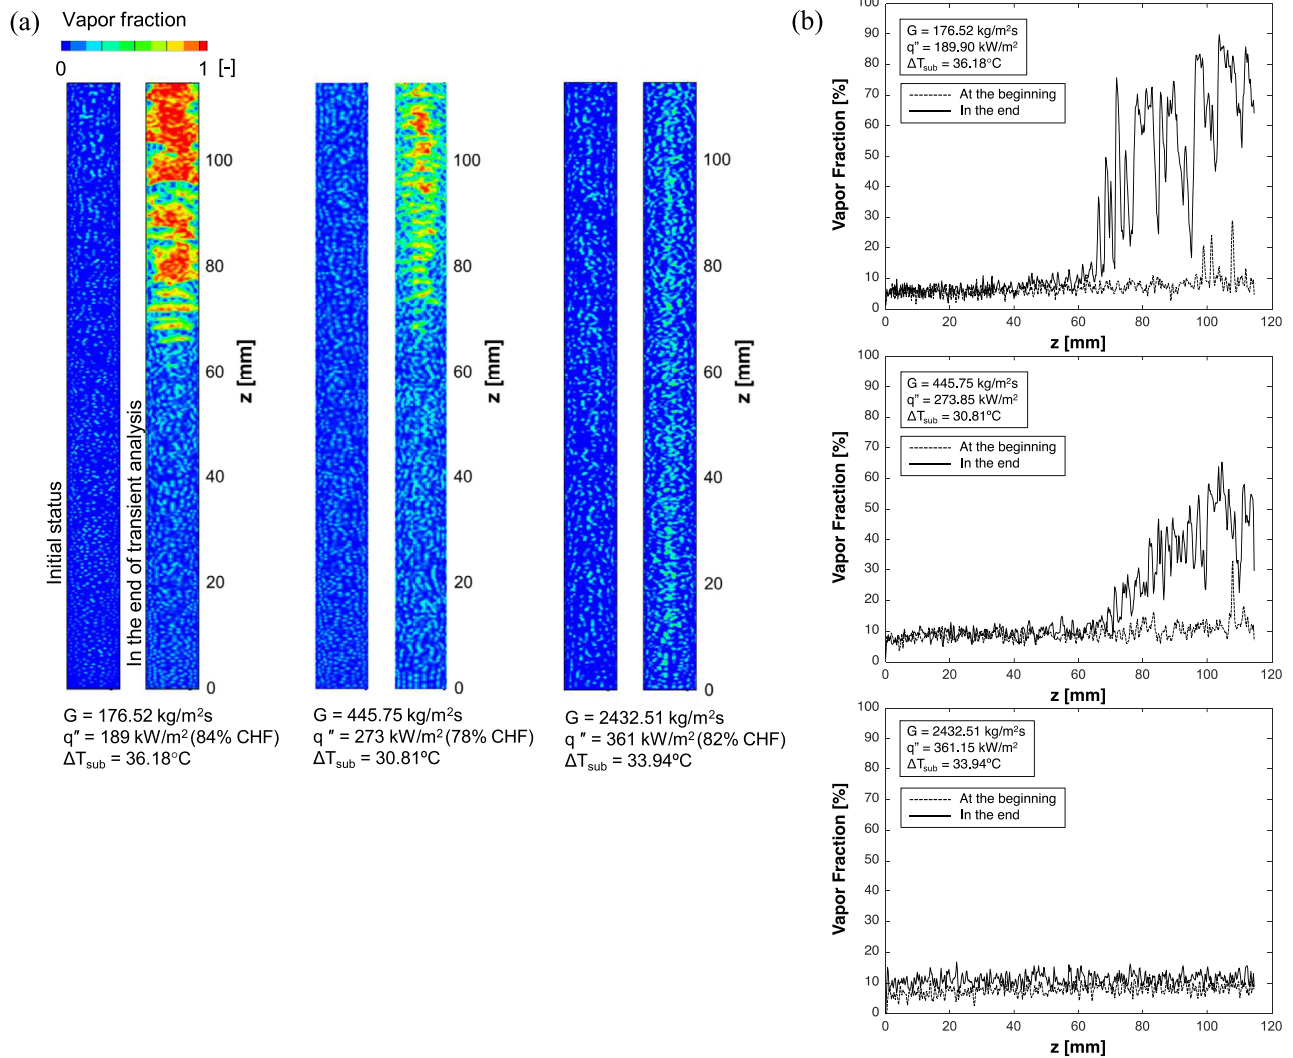 (a)
Vapor fraction
0
1 [-]
Initial status
In the end of transient analysis
100
80
60
40
20
0
z [mm]
100
80
60
40
20
0
z [mm]
100
80
60
40
20
0
z [mm]
G = 176.52 kg/m²s
q″ = 189 kW/m² (84% CHF)
ΔTsub = 36.18°C
G = 445.75 kg/m²s
q″ = 273 kW/m² (78% CHF)
ΔTsub = 30.81ºC
G = 2432.51 kg/m²s
q″ = 361 kW/m² (82% CHF)
ΔTsub = 33.94ºC
(b)
100
90
80
70
60
50
40
30
20
10
0
Vapor Fraction [%]
G = 176.52 kg/m²s
q" = 189.90 kW/m²
ΔTsub = 36.18°C
At the beginning
In the end
0 20 40 60 80 100 120
z [mm]
100
90
80
70
60
50
40
30
20
10
0
Vapor Fraction [%]
G = 445.75 kg/m²s
q" = 273.85 kW/m²
ΔTsub = 30.81ºC
At the beginning
In the end
0 20 40 60 80 100 120
z [mm]
100
90
80
70
60
50
40
30
20
10
0
Vapor Fraction [%]
G = 2432.51 kg/m²s
q" = 361.15 kW/m²
ΔTsub = 33.94ºC
At the beginning
In the end
0 20 40 60 80 100 120
z [mm]